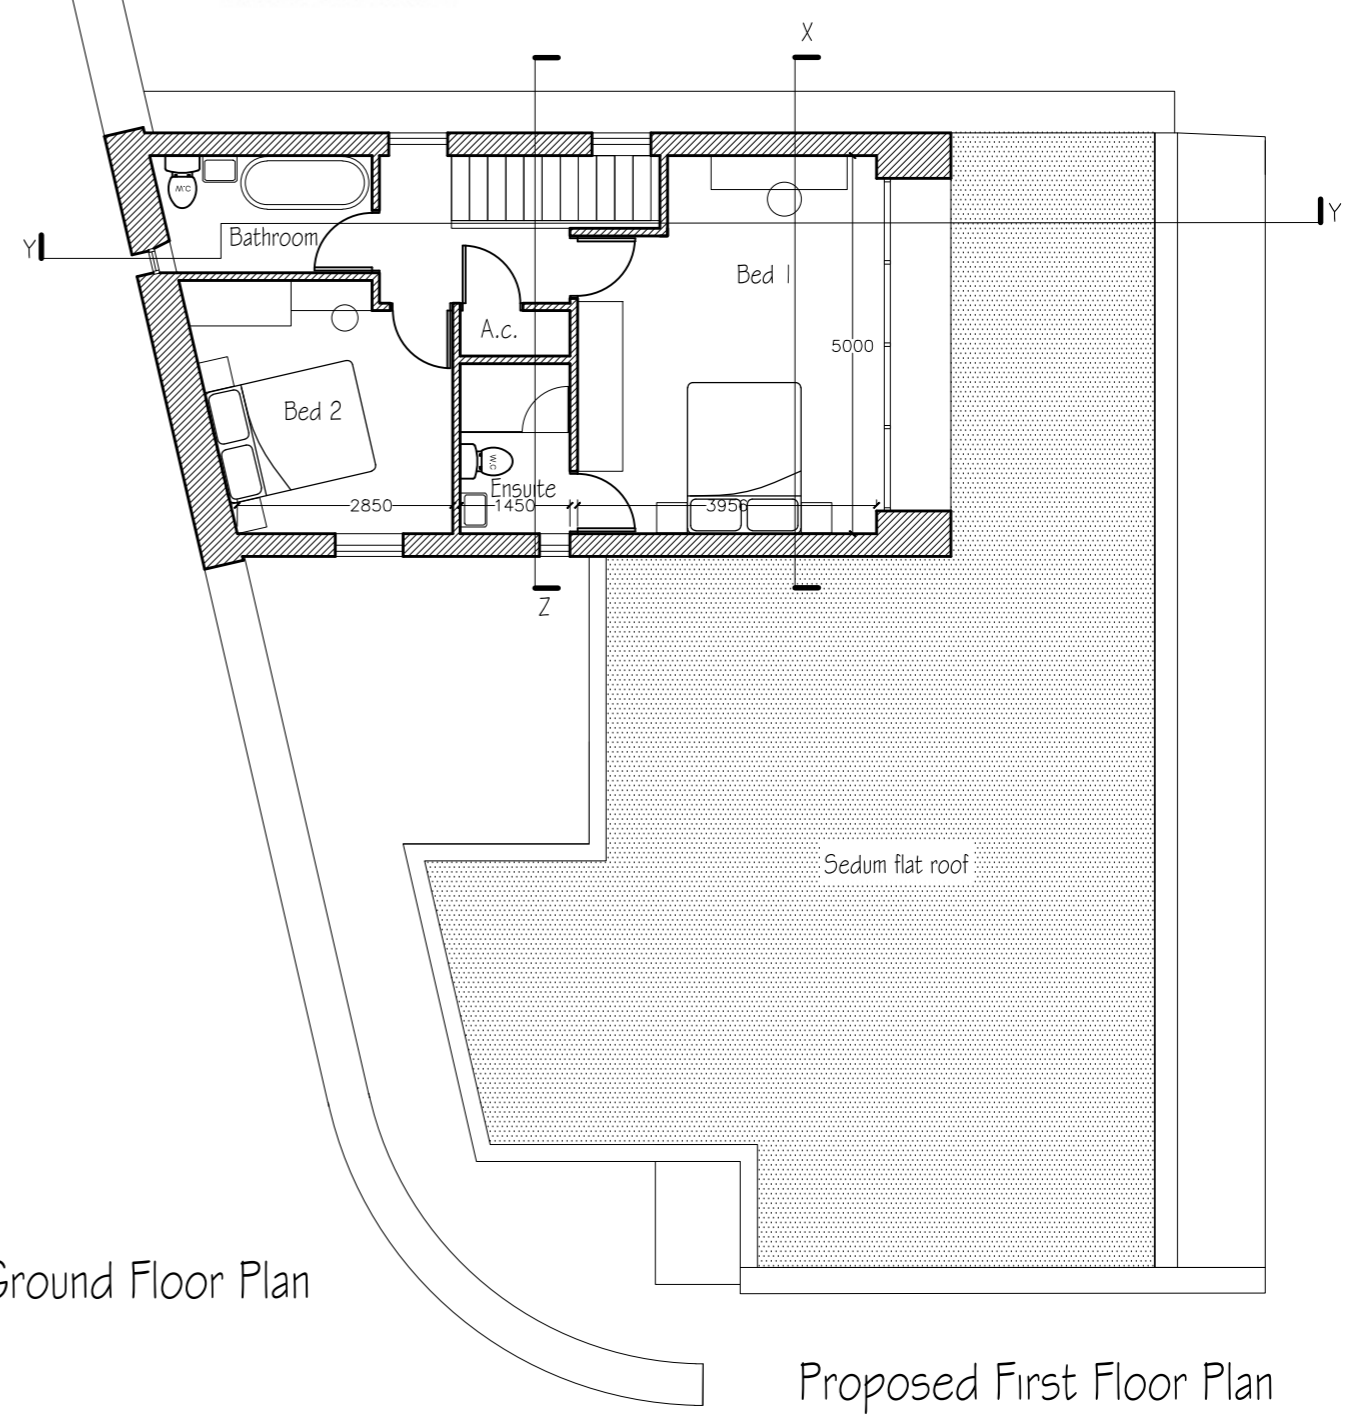 X
Y
Y
W.C
Bathroom
Bed 1
A.c.
5000
Bed 2
W.C
Ensuite
2850
1450
3956
Z
Sedum flat roof
Ground Floor Plan
Proposed First Floor Plan